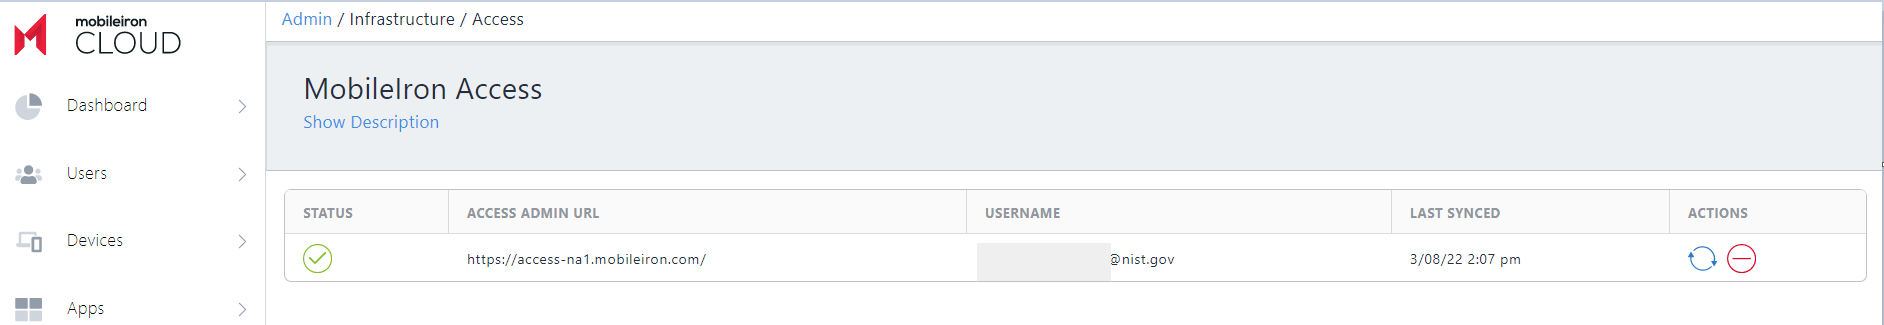 mobileiron
CLOUD
Dashboard
Users
Devices
Apps
Admin / Infrastructure / Access
MobileIron Access
Show Description
STATUS ACCESS ADMIN URL USERNAME LAST SYNCED ACTIONS
https://access-na1.mobileiron.com/ @nist.gov 3/08/22 2:07 pm